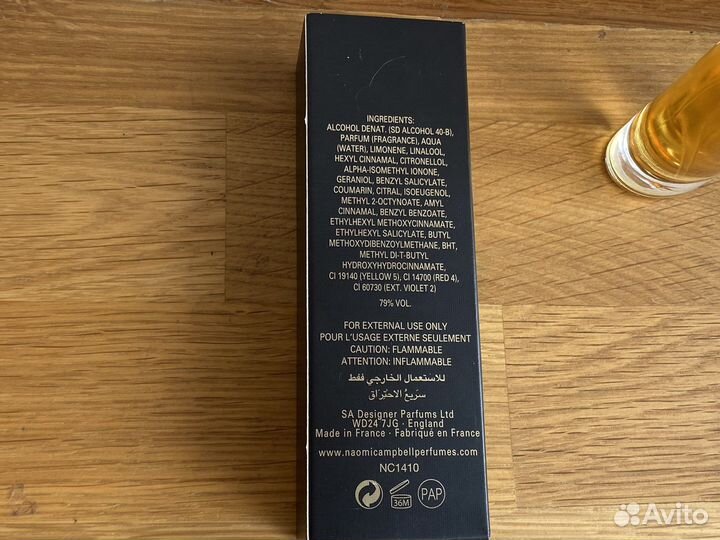 INGREDIENTS:
ALCOHOL DENAT. (SD ALCOHOL 40-B),
PARFUM (FRAGRANCE), AQUA
(WATER), LIMONENE, LINALOOL,
HEXYL CINNAMAL, CITRONELLOL,
ALPHA-ISOMETHYL IONONE,
GERANIOL, BENZYL SALICYLATE,
COUMARIN, CITRAL, ISOEUGENOL,
METHYL 2-OCTYNOATE, AMYL
CINNAMAL, BENZYL BENZOATE,
ETHYLHEXYL METHOXYCINNAMATE,
ETHYLHEXYL SALICYLATE, BUTYL
METHOXYDIBENZOYLMETHANE, BHT,
METHYL DI-T-BUTYL
HYDROXYHYDROCINNAMATE,
CI 19140 (YELLOW 5), CI 14700 (RED 4),
CI 60730 (EXT. VIOLET 2)
79% VOL.
FOR EXTERNAL USE ONLY
POUR L'USAGE EXTERNE SEULEMENT
CAUTION: FLAMMABLE
ATTENTION: INFLAMMABLE
للاستعمال الخارجي فقط
سريع الاحتراق
SA Designer Parfums Ltd
WD24 7JG · England
Made in France · Fabriqué en France
www.naomicampbellperfumes.com
NC1410
36M
PAP
Avito